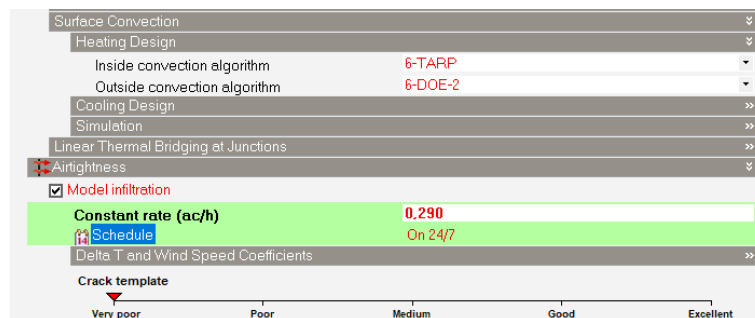 Surface Convection
Heating Design
Inside convection algorithm 6-TARP
Outside convection algorithm 6-DOE-2
Cooling Design
Simulation
Linear Thermal Bridging at Junctions
Airtightness
Model infiltration
Constant rate (ac/h) 0,290
14 Schedule On 24/7
Delta T and Wind Speed Coefficients
Crack template
Very poor Poor Medium Good Excellent